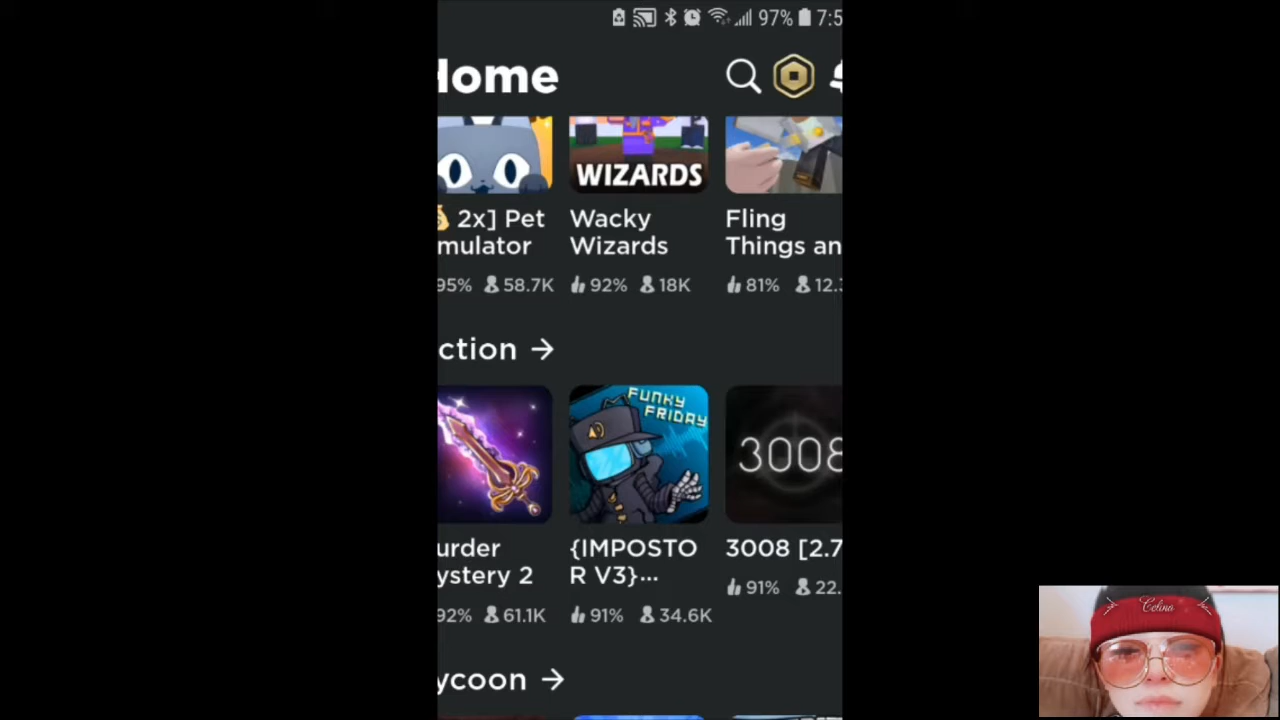 97% 7:5
Home
WIZARDS
2x] Pet
mulator
Wacky
Wizards
Fling
Things an
95% 58.7K
92% 18K
81% 12.
ction →
FUNKY
FRIDAY
3008
urder
ystery 2
{IMPOSTO
R V3}...
3008 [2.7
92% 61.1K
91% 34.6K
91% 22.
ycoon →
Celina